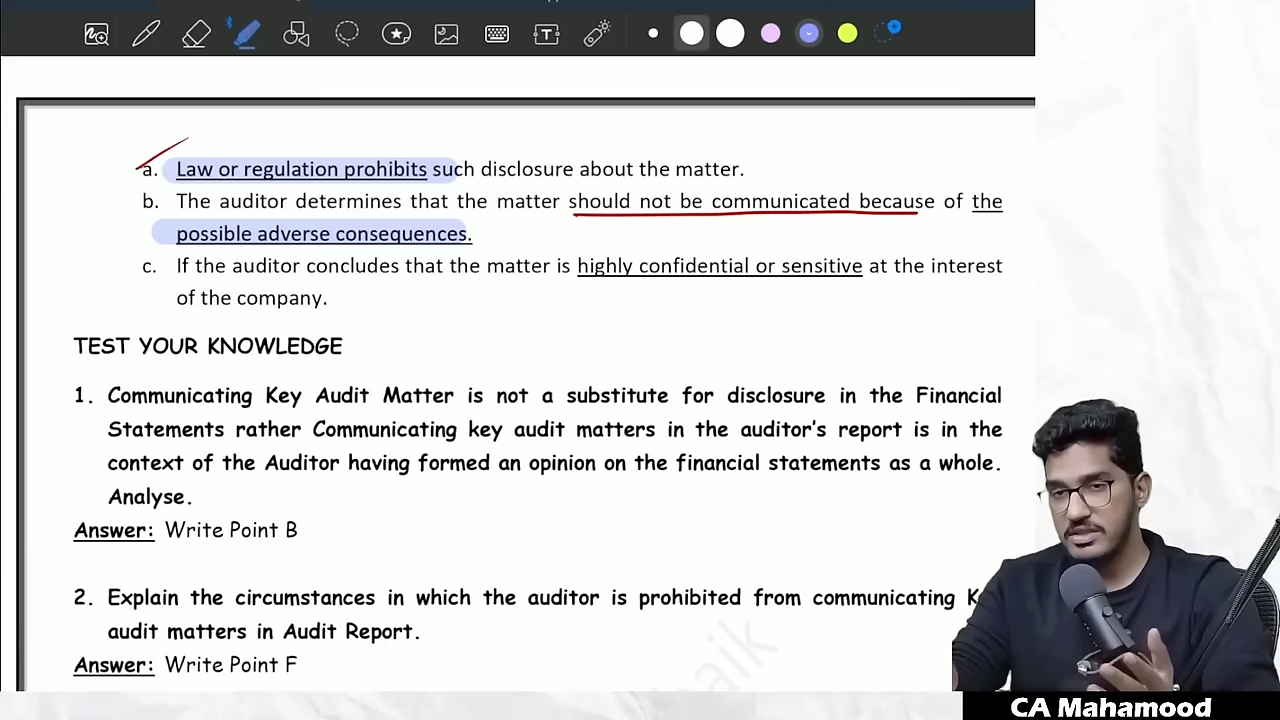 a. Law or regulation prohibits such disclosure about the matter.
b. The auditor determines that the matter should not be communicated because of the
possible adverse consequences.
c. If the auditor concludes that the matter is highly confidential or sensitive at the interest
of the company.
TEST YOUR KNOWLEDGE
1. Communicating Key Audit Matter is not a substitute for disclosure in the Financial
Statements rather Communicating key audit matters in the auditor's report is in the
context of the Auditor having formed an opinion on the financial statements as a whole.
Analyse.
Answer: Write Point B
2. Explain the circumstances in which the auditor is prohibited from communicating
audit matters in Audit Report.
Answer: Write Point F
CA Mahamood